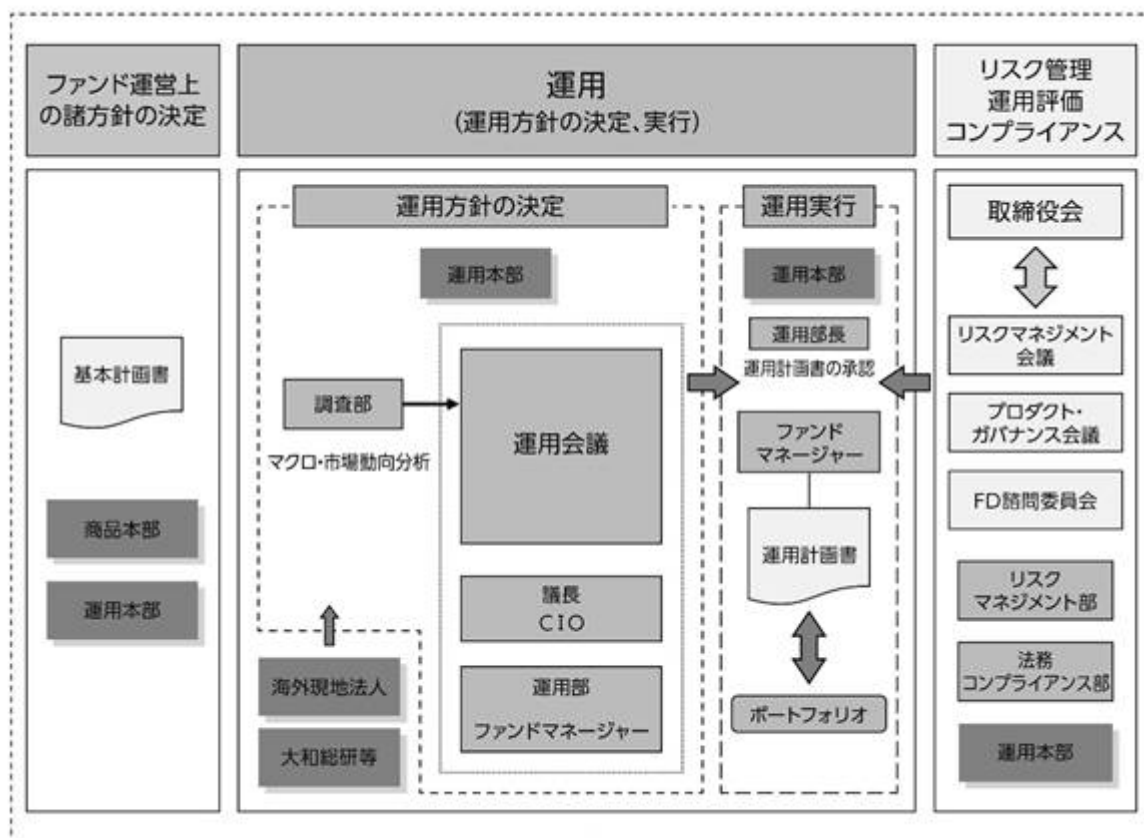 ファンド運営上
の諸方針の決定
運用
(運用方針の決定、実行)
リスク管理
運用評価
コンプライアンス
基本計画書
商品本部
運用本部
運用方針の決定
運用本部
調査部
マクロ・市場動向分析
運用会議
議長
CIO
運用部
ファンドマネージャー
海外現地法人
大和総研等
運用実行
運用本部
運用部長
運用計画書の承認
ファンド
マネージャー
運用計画書
ポートフォリオ
取締役会
リスクマネジメント
会議
プロダクト・
ガバナンス会議
FD諮問委員会
リスク
マネジメント部
法務
コンプライアンス部
運用本部